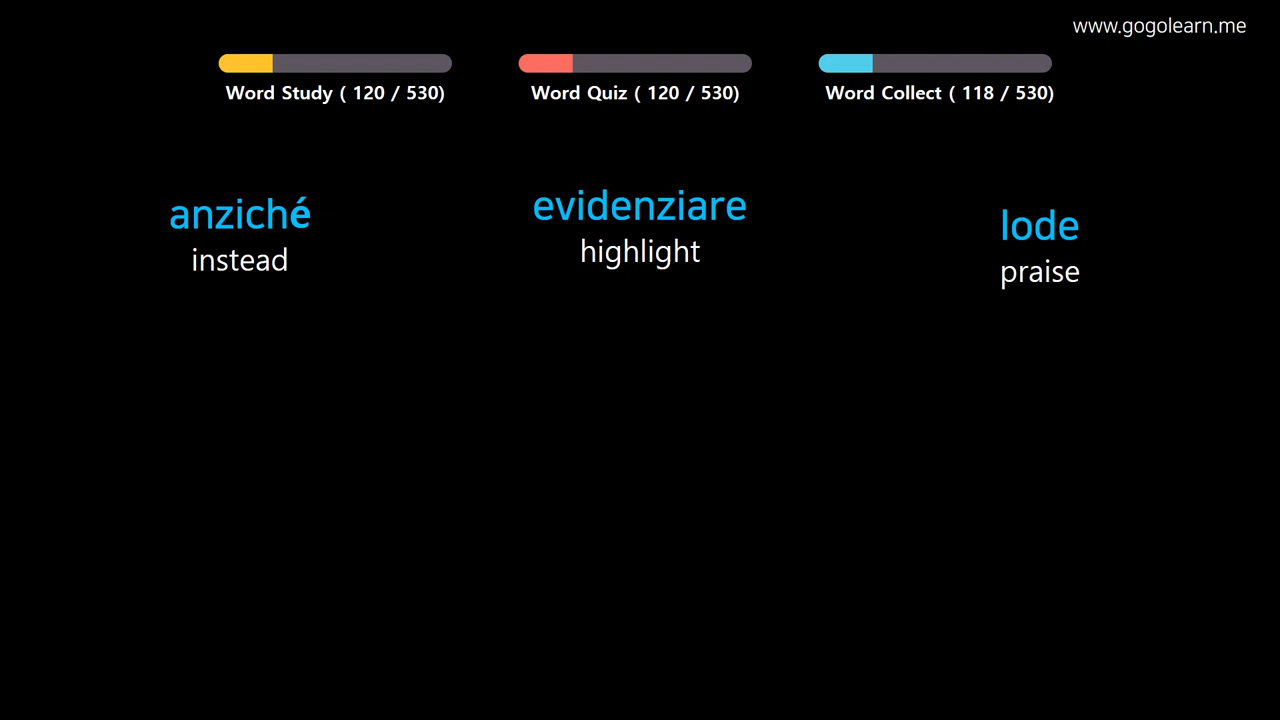 www.gogolearn.me
Word Study ( 120 / 530)
Word Quiz ( 120 / 530)
Word Collect ( 118 / 530)
anziché
instead
evidenziare
highlight
lode
praise